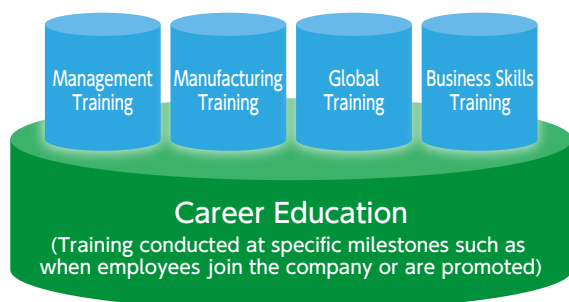 Management
Training
Manufacturing
Training
Global
Training
Business Skills
Training
Career Education
(Training conducted at specific milestones such as
when employees join the company or are promoted)